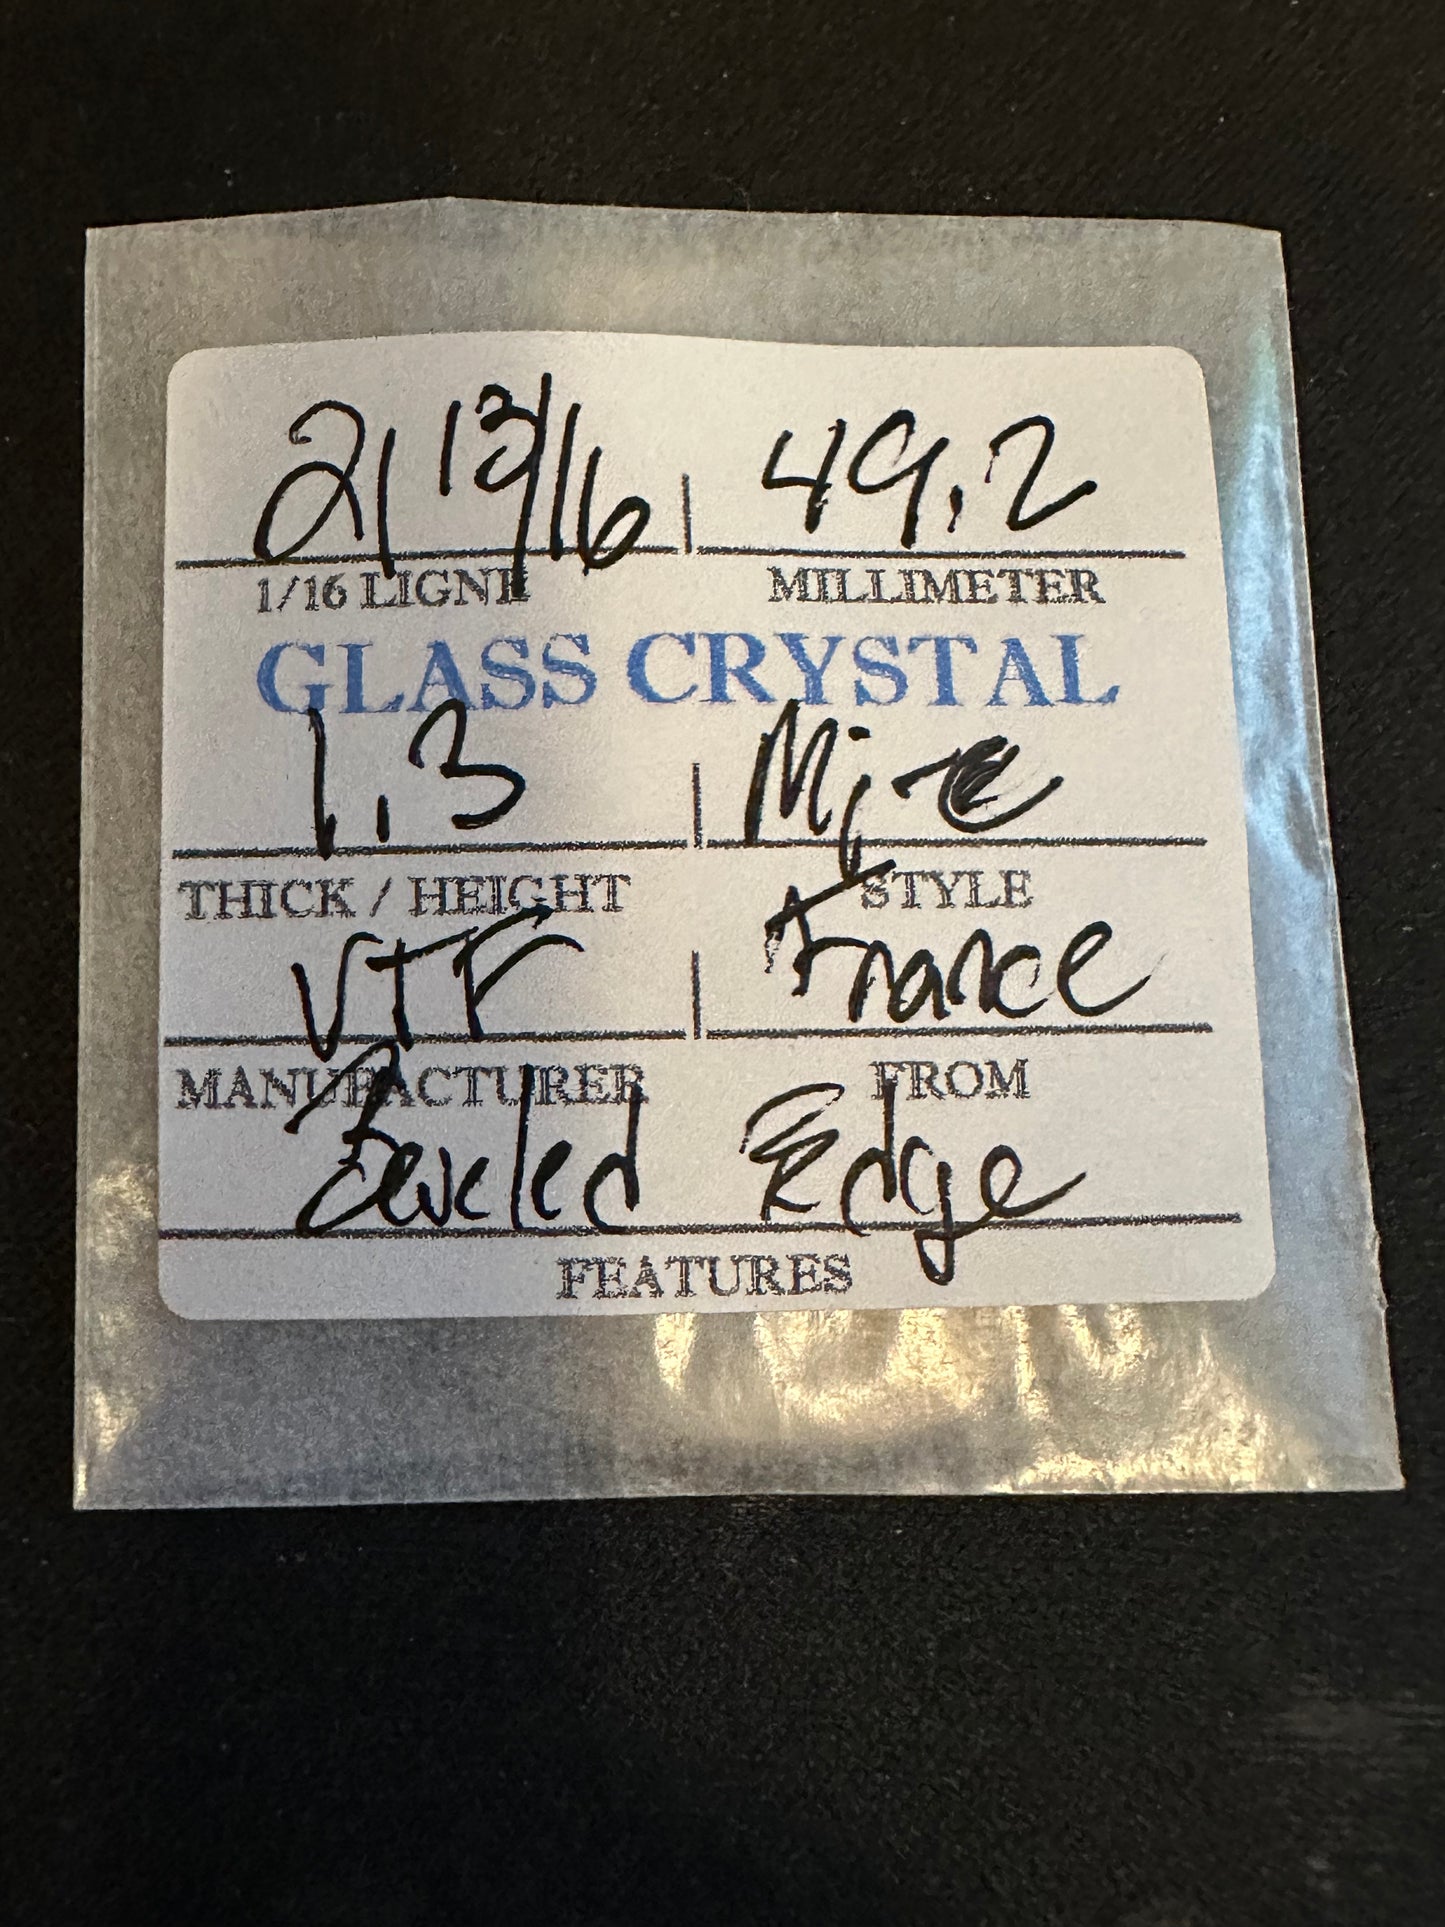 21 13/16 49.2
1/16 LIGNE MILLIMETER
GLASS CRYSTAL
1.3
THICK / HEIGHT STYLE
VTF France
MANUFACTURER FROM
Beveled Edge
FEATURES